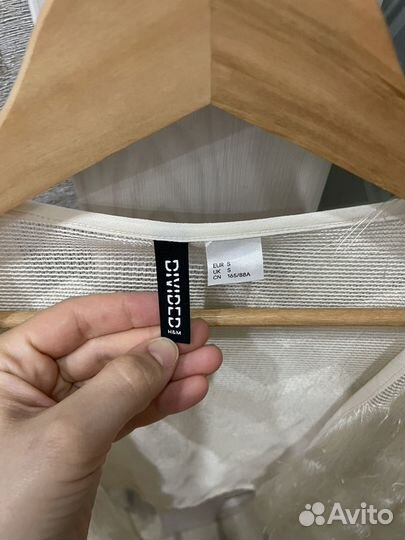 DIVIDED
H&M
EUR S
UK S
CN 165/88A
Avito